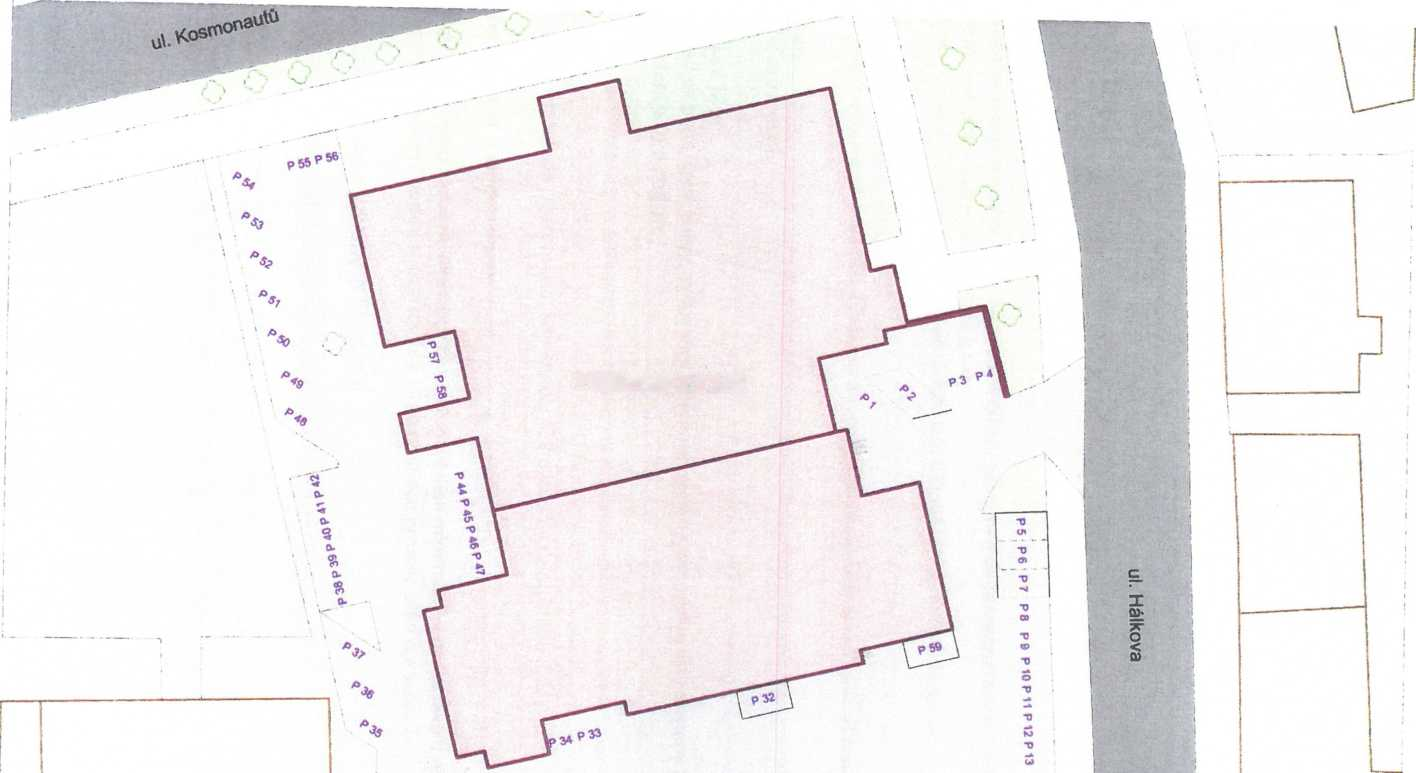 ul. Kosmonautů
P 55 P 56
P 54
P 53
P 52
P 51
P 50
P 49
P 48
P 57
P 58
P 1
P 2
P 3
P 4
P 44 P 45 P 46 P 47
P 38 P 39 P 40 P 41 P 42
P 37
P 36
P 35
P 34 P 33
P 32
P 59
P 5
P 6
P 7
P 8
P 9
P 10
P 11
P 12
P 13
ul. Hálkova